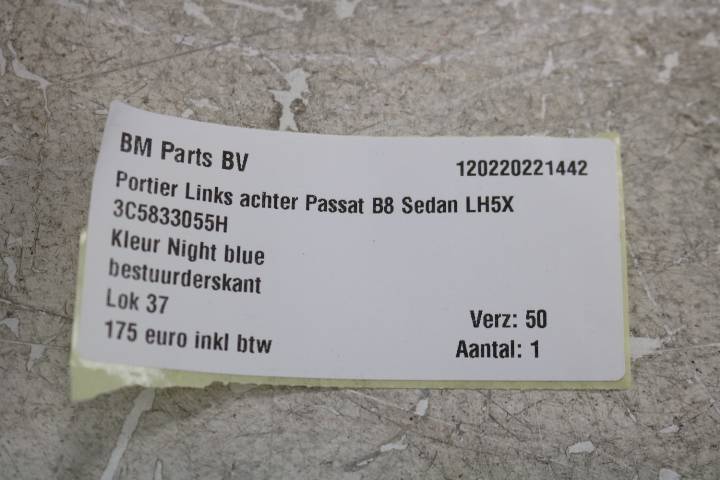 BM Parts BV
120220221442
Portier Links achter Passat B8 Sedan LH5X
3C5833055H
Kleur Night blue
bestuurderskant
Lok 37
Verz: 50
175 euro inkl btw
Aantal: 1